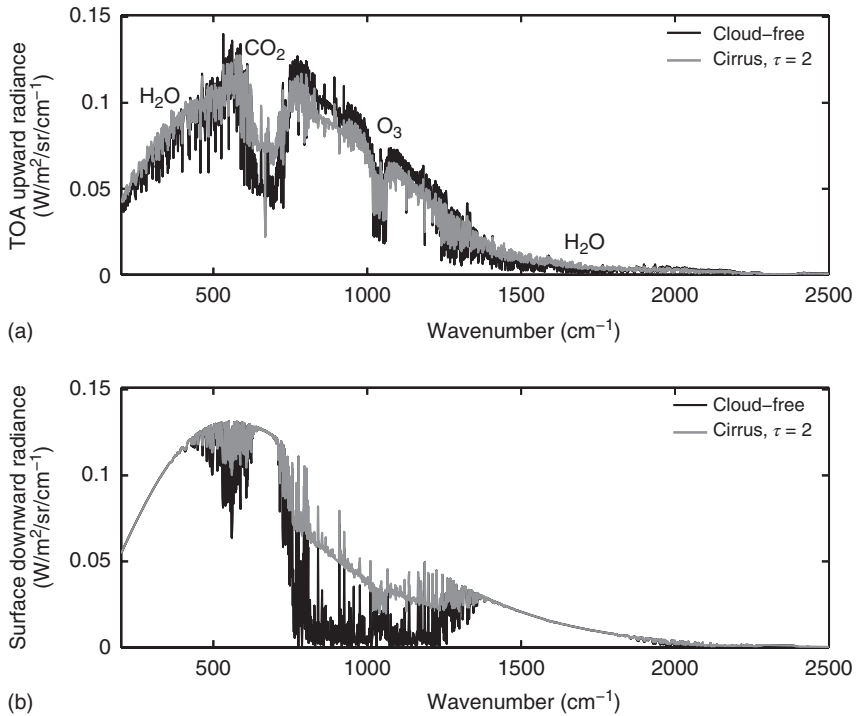 0.15
0.1
0.05
0
TOA upward radiance
(W/m²/sr/cm⁻¹)
H₂O
CO₂
O₃
H₂O
Cloud–free
Cirrus, τ = 2
500
1000
1500
2000
2500
Wavenumber (cm⁻¹)
(a)
0.15
0.1
0.05
0
Surface downward radiance
(W/m²/sr/cm⁻¹)
Cloud–free
Cirrus, τ = 2
500
1000
1500
2000
2500
Wavenumber (cm⁻¹)
(b)